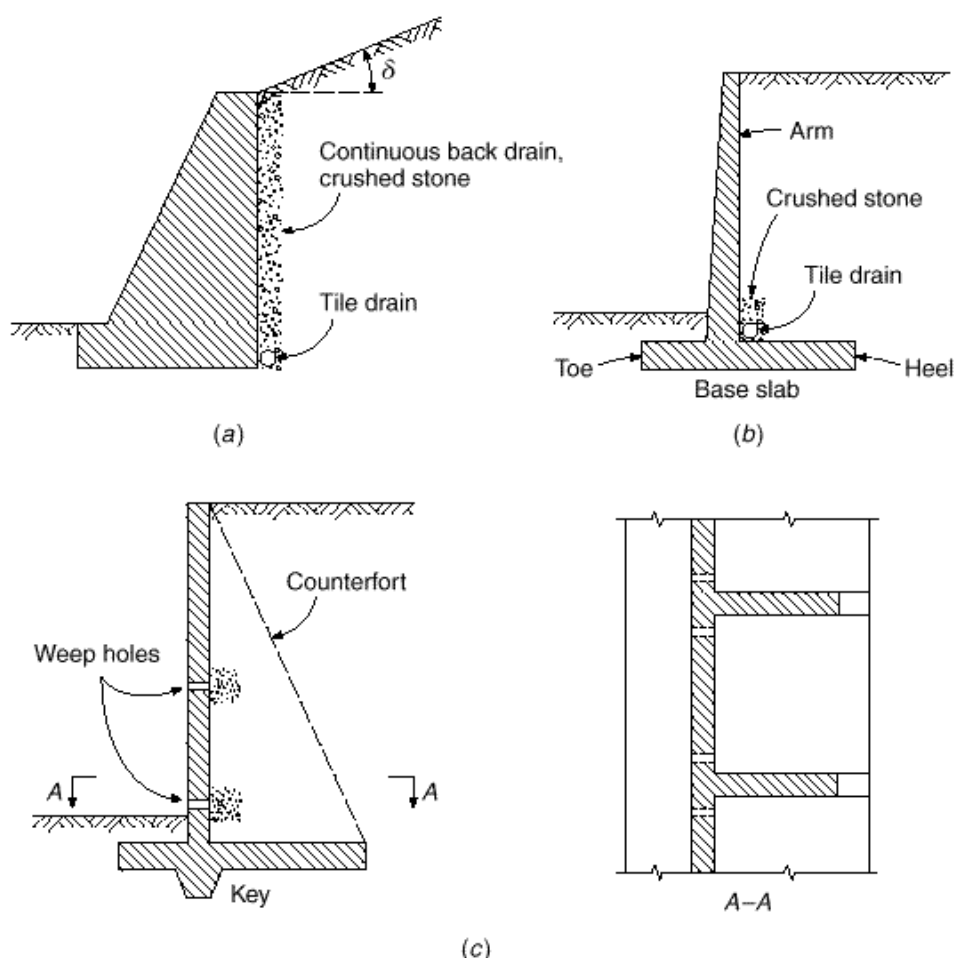 δ
Continuous back drain,
crushed stone
Tile drain
(a)
Arm
Crushed stone
Tile drain
Toe
Heel
Base slab
(b)
Counterfort
Weep holes
A
A
Key
A–A
(c)